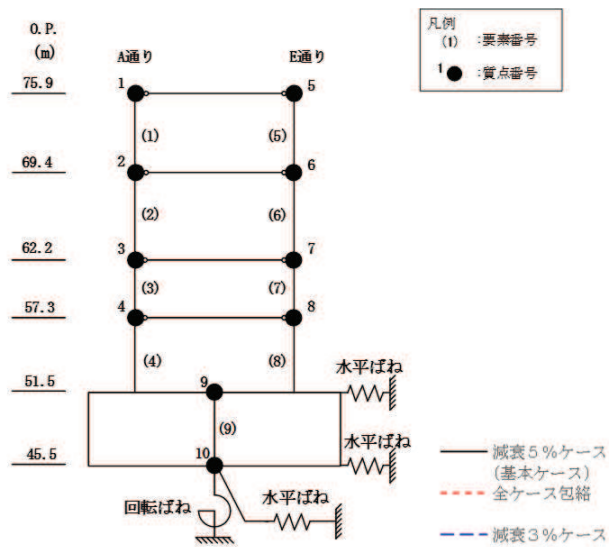 O.P.
(m)
A通り
E通り
凡例
(1) :要素番号
1 :質点番号
75.9
1
5
(1)
(5)
69.4
2
6
(2)
(6)
62.2
3
7
(3)
(7)
57.3
4
8
(4)
(8)
水平ばね
51.5
9
(9)
水平ばね
45.5
10
回転ばね
水平ばね
減衰5%ケース
(基本ケース)
全ケース包絡
減衰3%ケース